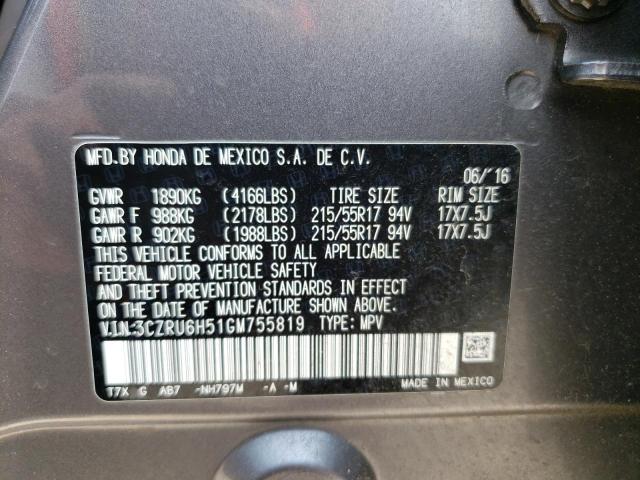 MFD.BY HONDA DE MEXICO S.A. DE C.V.
06/'16
GVWR 1890KG (4166LBS) TIRE SIZE RIM SIZE
GAWR F 988KG (2178LBS) 215/55R17 94V 17X7.5J
GAWR R 902KG (1988LBS) 215/55R17 94V 17X7.5J
THIS VEHICLE CONFORMS TO ALL APPLICABLE
FEDERAL MOTOR VEHICLE SAFETY
AND THEFT PREVENTION STANDARDS IN EFFECT
ON THE DATE OF MANUFACTURE SHOWN ABOVE.
V.I.N:3CZRU6H51GM755819 TYPE: MPV
T7X G AB7 -NH797M -A -M MADE IN MEXICO